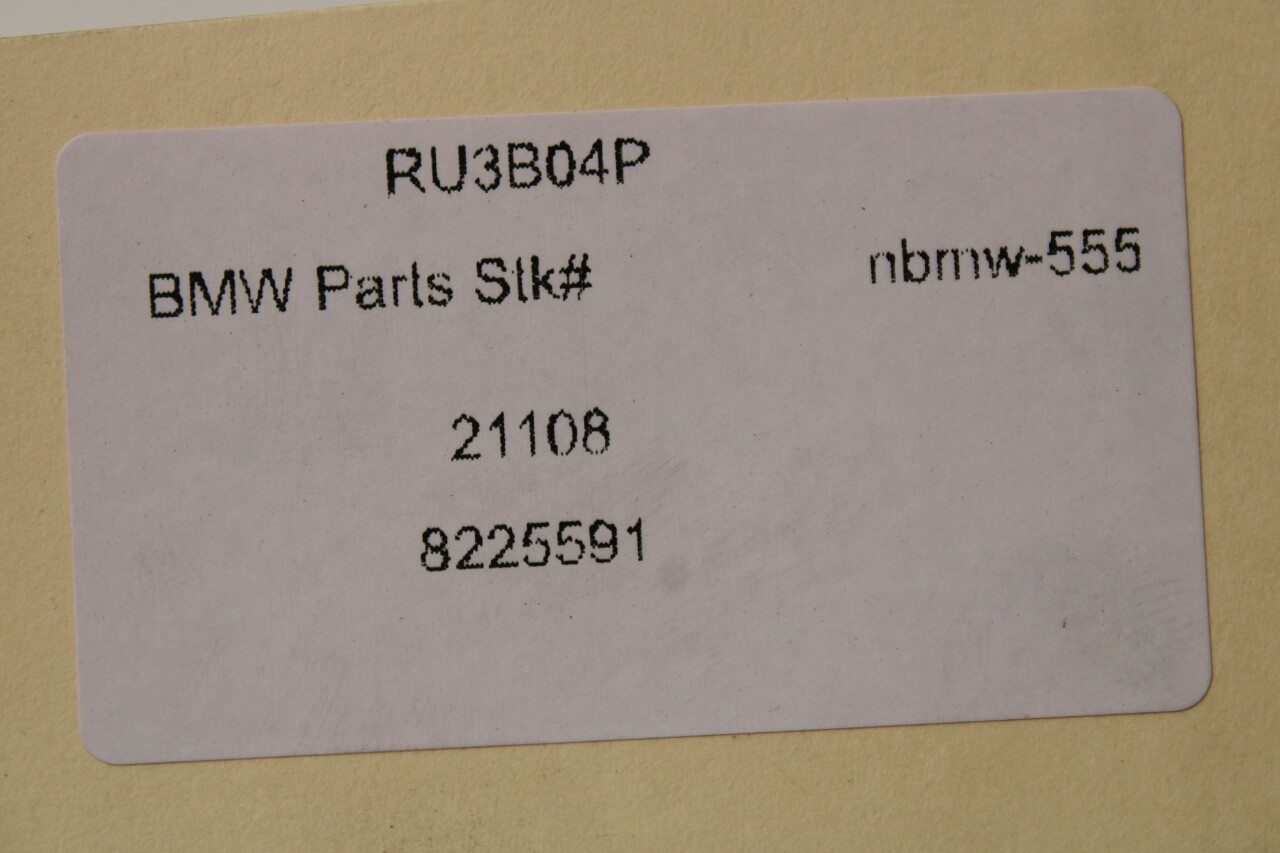 RU3B04P
BMW Parts Stk# nbmw-555
21108
8225591